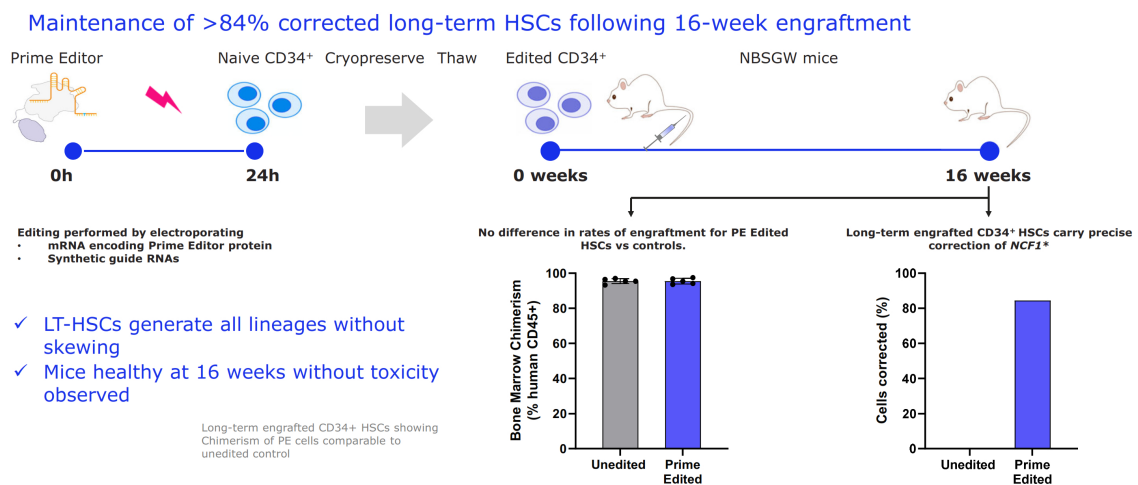 Maintenance of >84% corrected long-term HSCs following 16-week engraftment
Prime Editor
Naive CD34+
Cryopreserve
Thaw
Edited CD34+
NBSGW mice
0h
24h
0 weeks
16 weeks
Editing performed by electroporating
• mRNA encoding Prime Editor protein
• Synthetic guide RNAs
✓ LT-HSCs generate all lineages without
skewing
✓ Mice healthy at 16 weeks without toxicity
observed
Long-term engrafted CD34+ HSCs showing
Chimerism of PE cells comparable to
unedited control
No difference in rates of engraftment for PE Edited
HSCs vs controls.
Bone Marrow Chimerism
(% human CD45+)
100
80
60
40
20
0
Unedited
Prime
Edited
Long-term engrafted CD34+ HSCs carry precise
correction of NCF1*
Cells corrected (%)
100
80
60
40
20
0
Unedited
Prime
Edited